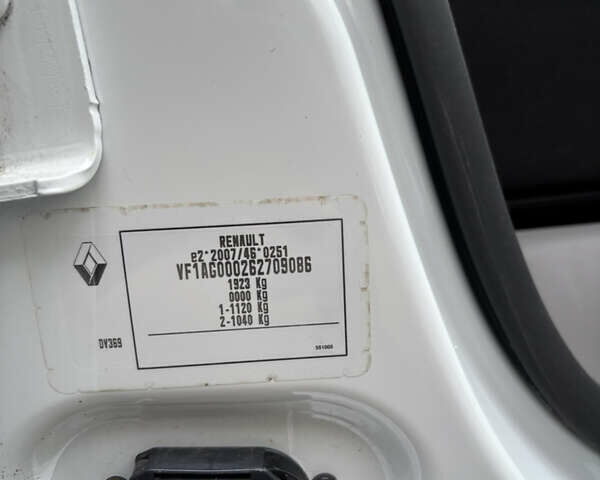 RENAULT
e2*2007/46*0251
VF1AG000262709086
1923 Kg
0000 Kg
1-1120 Kg
2-1040 Kg
DV369